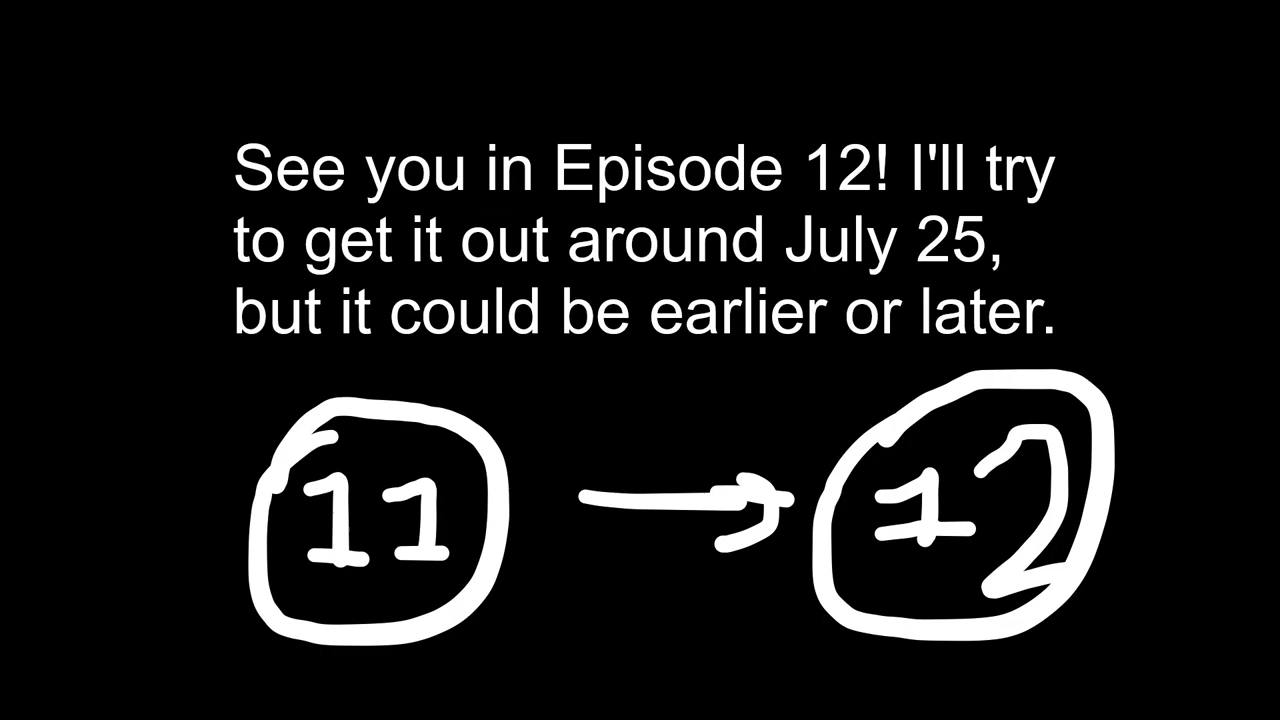 See you in Episode 12! I'll try
to get it out around July 25,
but it could be earlier or later.
11 → 12